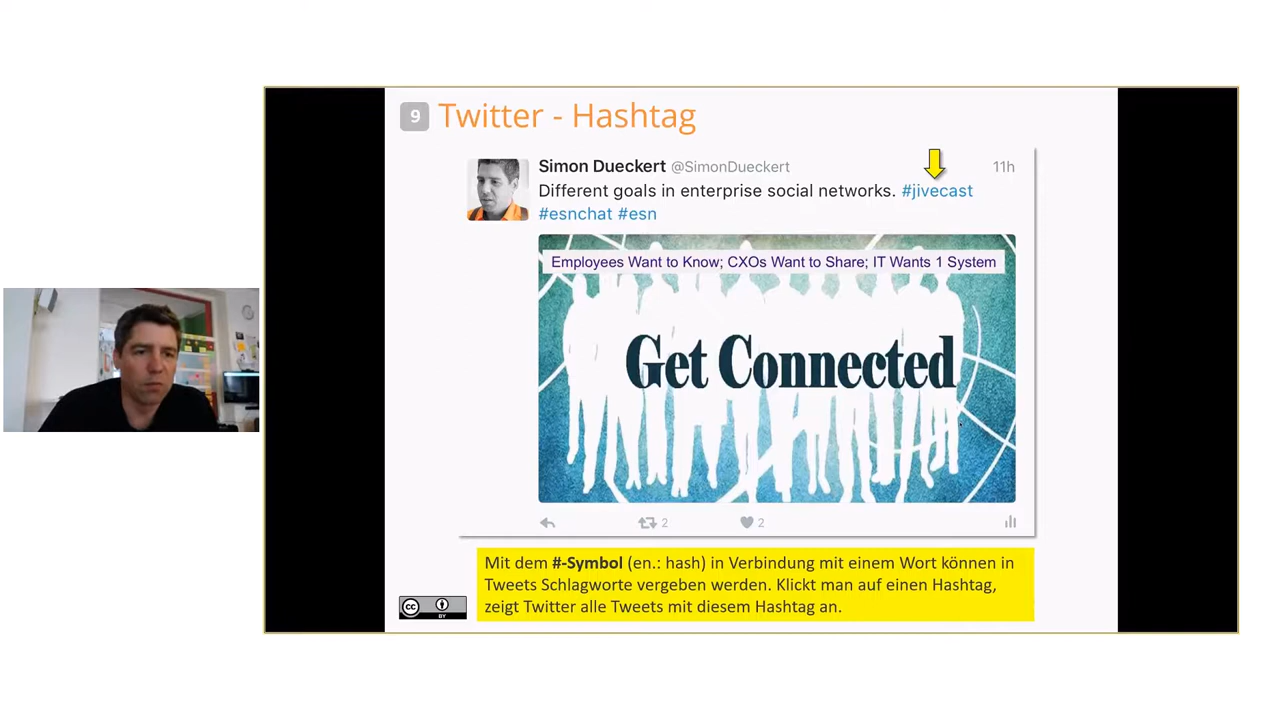 9 Twitter - Hashtag
Simon Dueckert @SimonDueckert 11h
Different goals in enterprise social networks. #jivecast
#esnchat #esn
Employees Want to Know; CXOs Want to Share; IT Wants 1 System
Get Connected
2 2
Mit dem #-Symbol (en.: hash) in Verbindung mit einem Wort können in
Tweets Schlagworte vergeben werden. Klickt man auf einen Hashtag,
zeigt Twitter alle Tweets mit diesem Hashtag an.
cc
BY